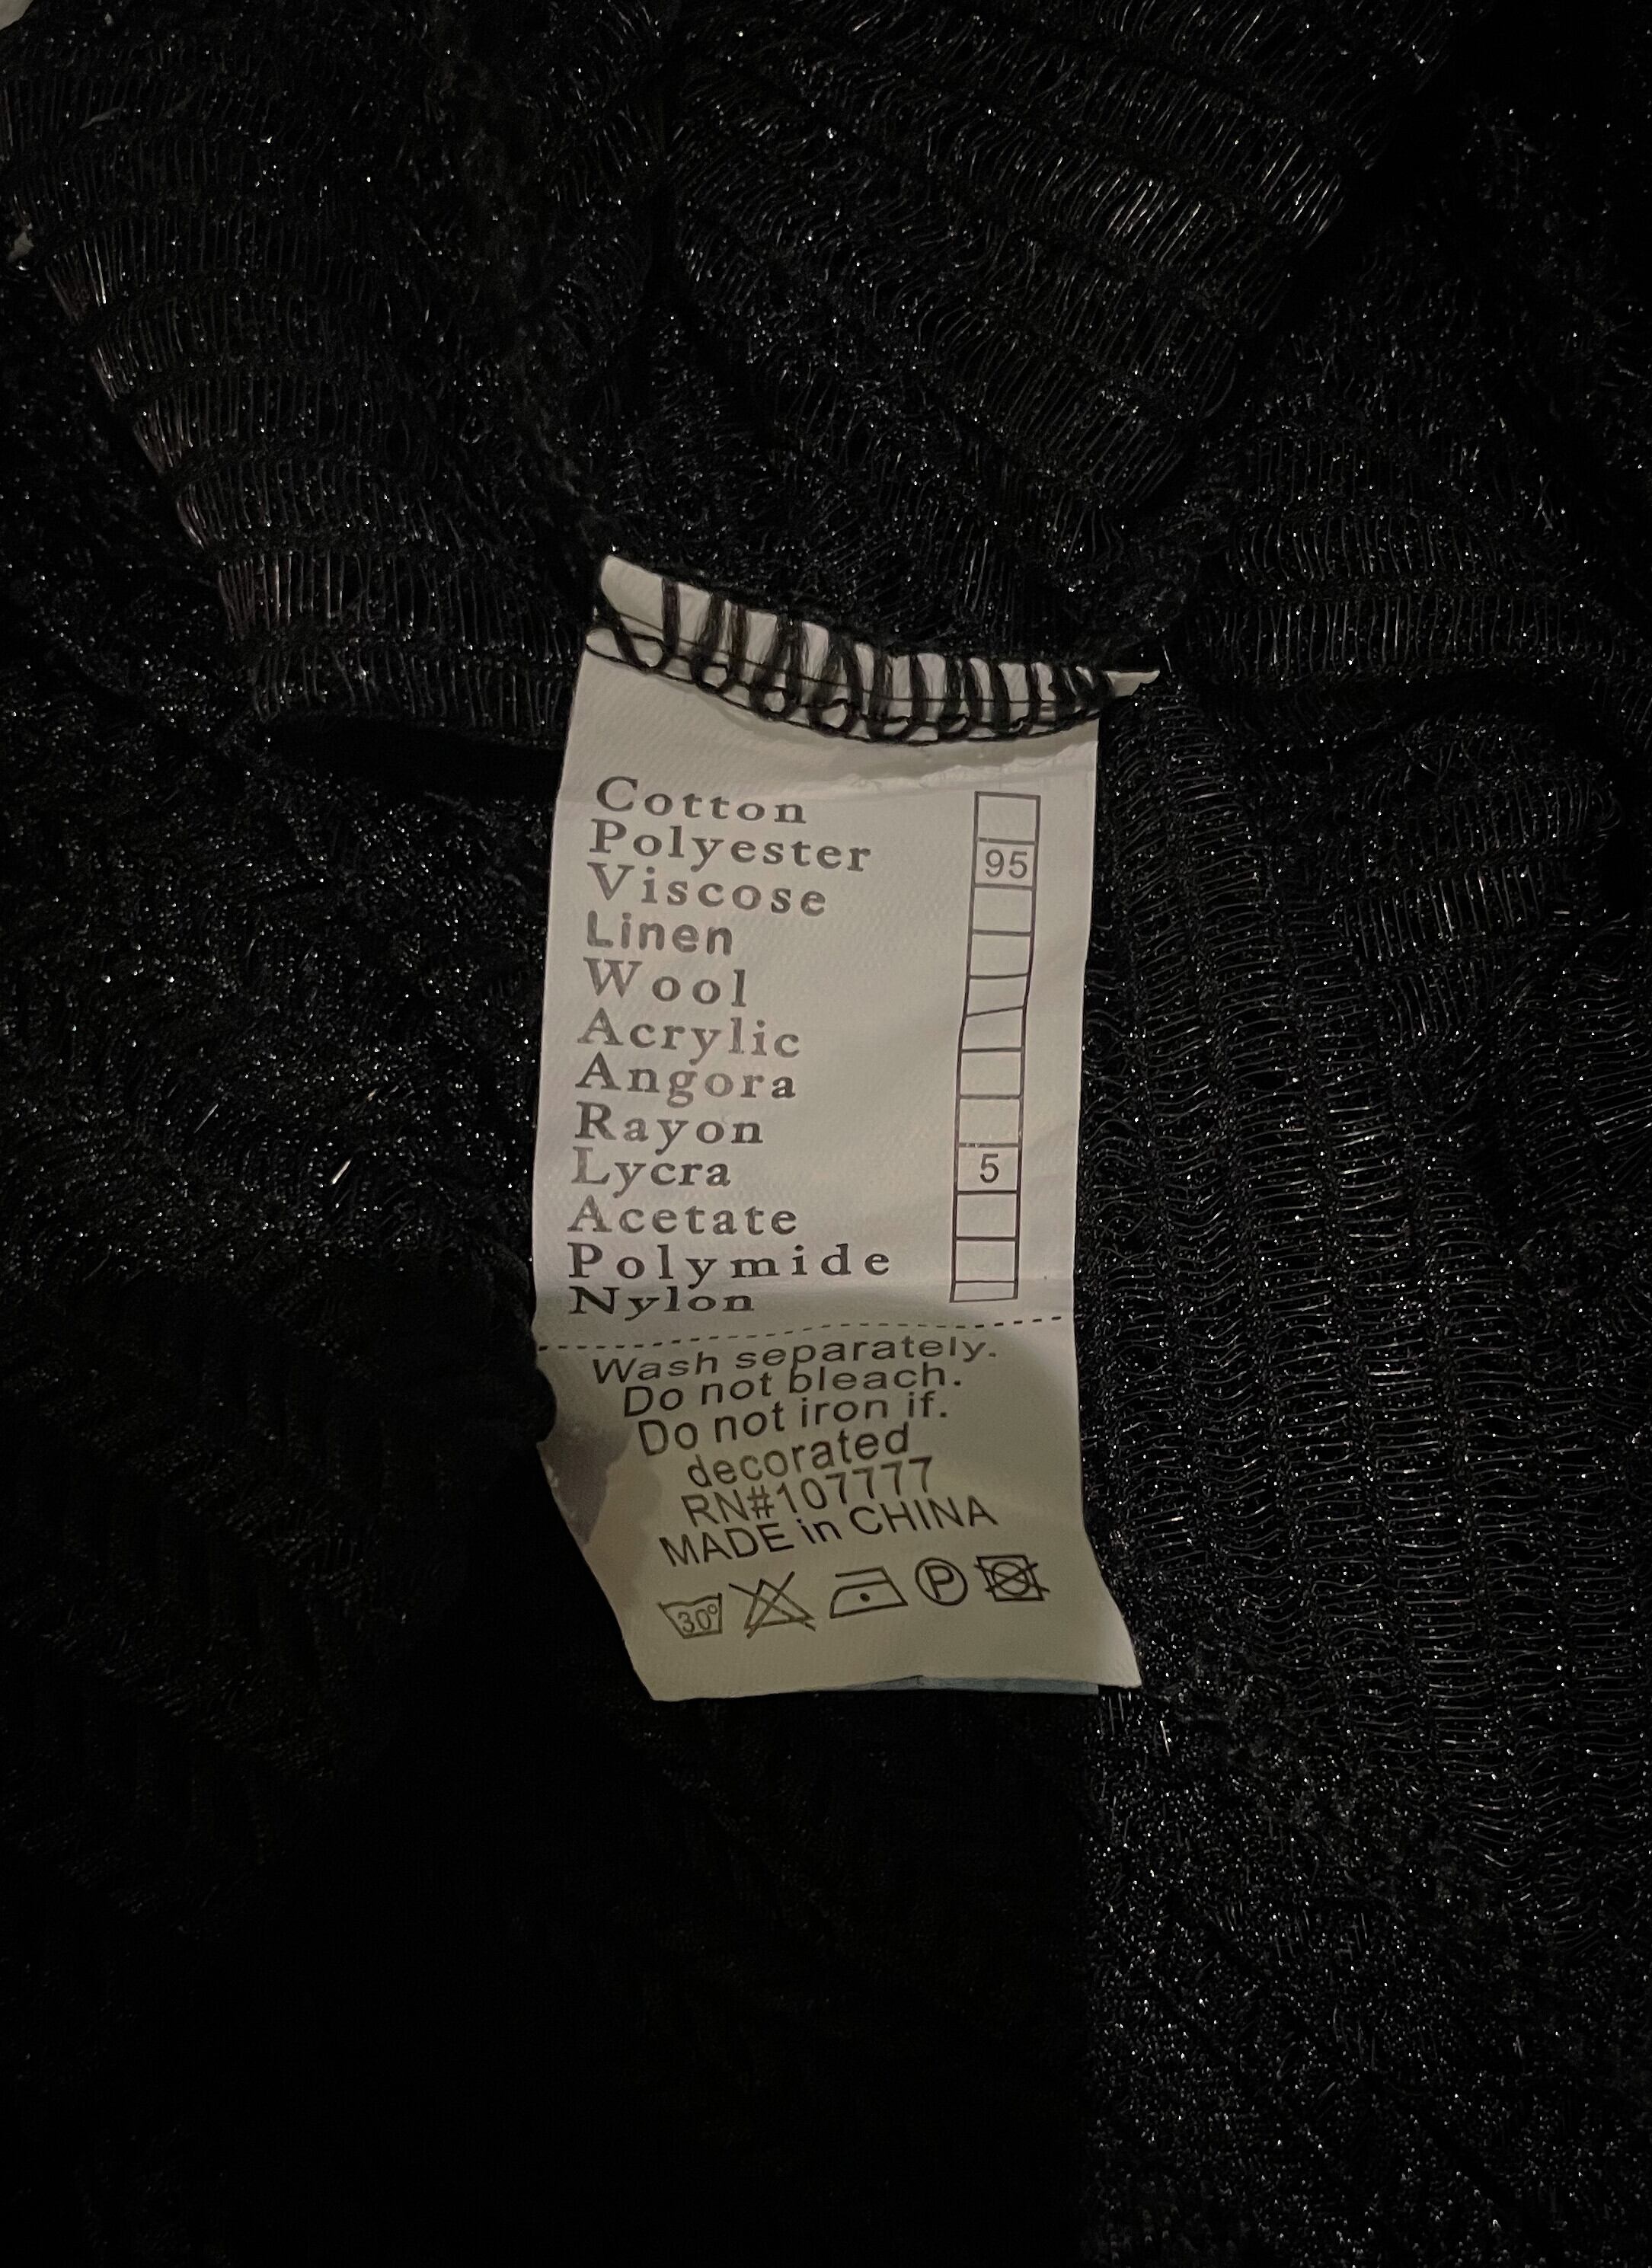 Cotton
Polyester 95
Viscose
Linen
Wool
Acrylic
Angora
Rayon
Lycra 5
Acetate
Polymide
Nylon
Wash separately.
Do not bleach.
Do not iron if.
decorated
RN#107777
MADE in CHINA
30° P